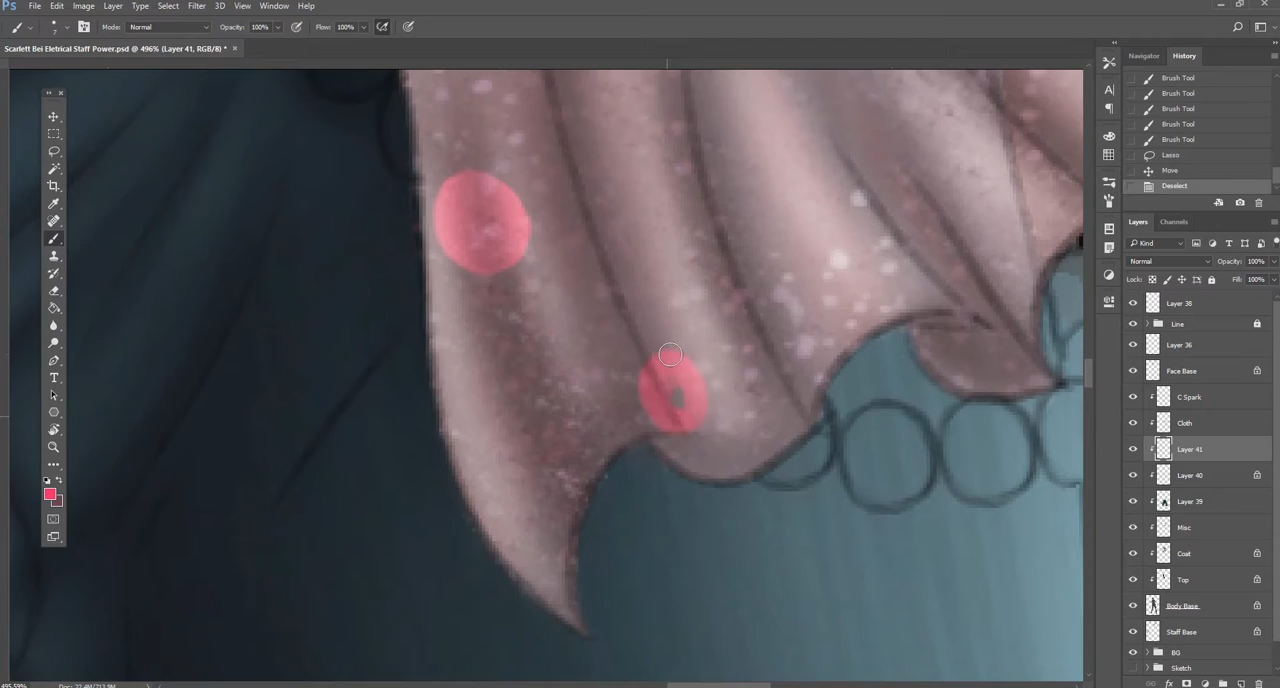 Ps File Edit Image Layer Type Select Filter 3D View Window Help
7 Mode: Normal Opacity: 100% Flow: 100%
Scarlett Bei Eletrical Staff Power.psd @ 496% (Layer 41, RGB/8) * ×
Navigator History
Brush Tool
Brush Tool
Brush Tool
Brush Tool
Brush Tool
Lasso
Move
Deselect
Layers Channels
Kind
Normal Opacity: 100%
Lock: Fill: 100%
Layer 38
Line
Layer 36
Face Base
C Spark
Cloth
Layer 41
Layer 40
Layer 39
Misc
Coat
Top
Body Base
Staff Base
BG
Sketch